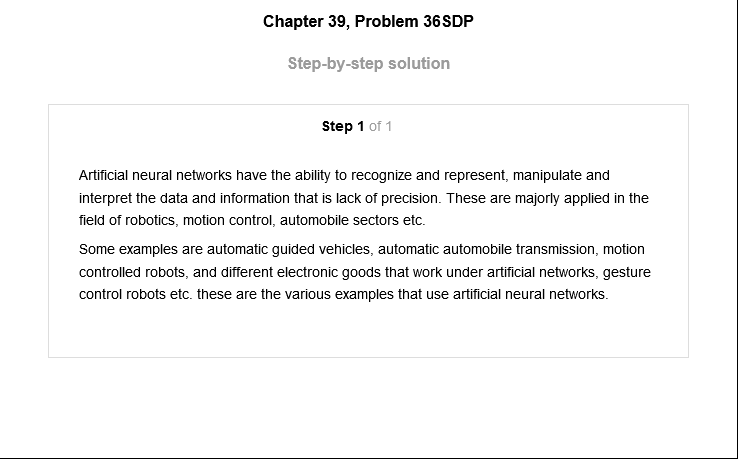 Chapter 39, Problem 36SDP
Step-by-step solution
Step 1 of 1
Artificial neural networks have the ability to recognize and represent, manipulate and
interpret the data and information that is lack of precision. These are majorly applied in the
field of robotics, motion control, automobile sectors etc.
Some examples are automatic guided vehicles, automatic automobile transmission, motion
controlled robots, and different electronic goods that work under artificial networks, gesture
control robots etc. these are the various examples that use artificial neural networks.